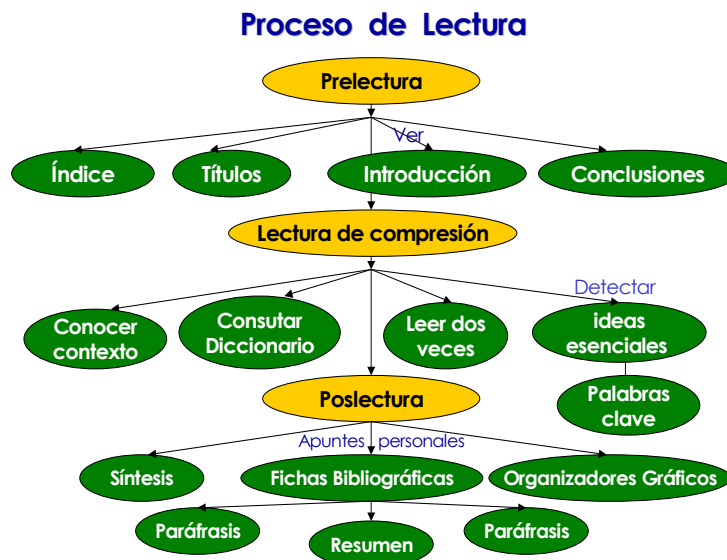 Proceso de Lectura
Prelectura
Ver
Índice
Títulos
Introducción
Conclusiones
Lectura de compresión
Detectar
Conocer
contexto
Consutar
Diccionario
Leer dos
veces
ideas
esenciales
Palabras
clave
Poslectura
Apuntes personales
Síntesis
Fichas Bibliográficas
Organizadores Gráficos
Paráfrasis
Resumen
Paráfrasis